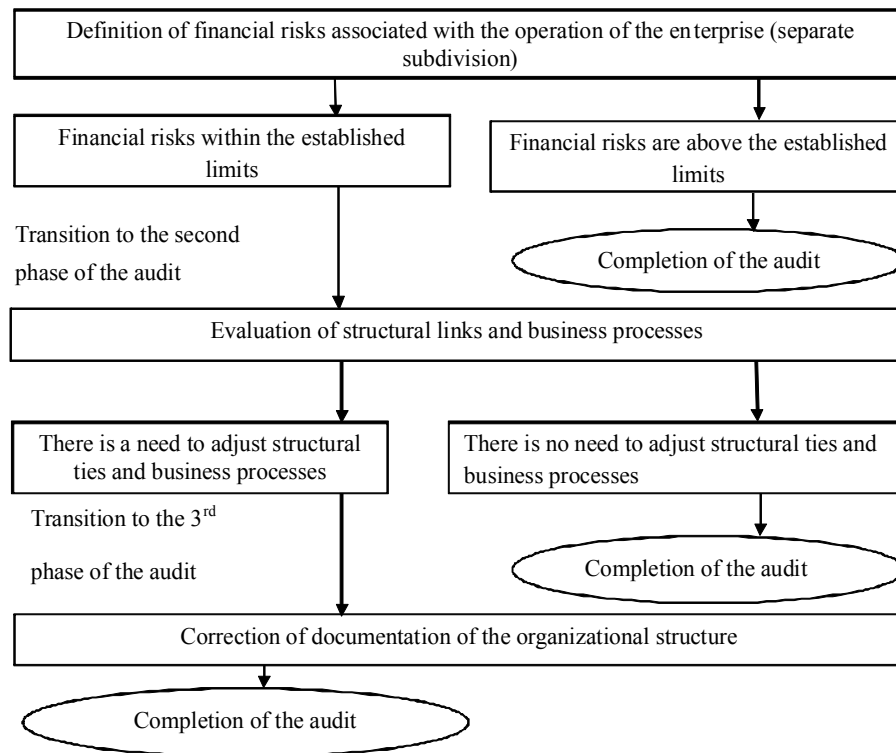 Definition of financial risks associated with the operation of the enterprise (separate
subdivision)
Financial risks within the established
limits
Financial risks are above the established
limits
Transition to the second
phase of the audit
Completion of the audit
Evaluation of structural links and business processes
There is a need to adjust structural
ties and business processes
There is no need to adjust structural ties and
business processes
Transition to the 3rd
phase of the audit
Completion of the audit
Correction of documentation of the organizational structure
Completion of the audit